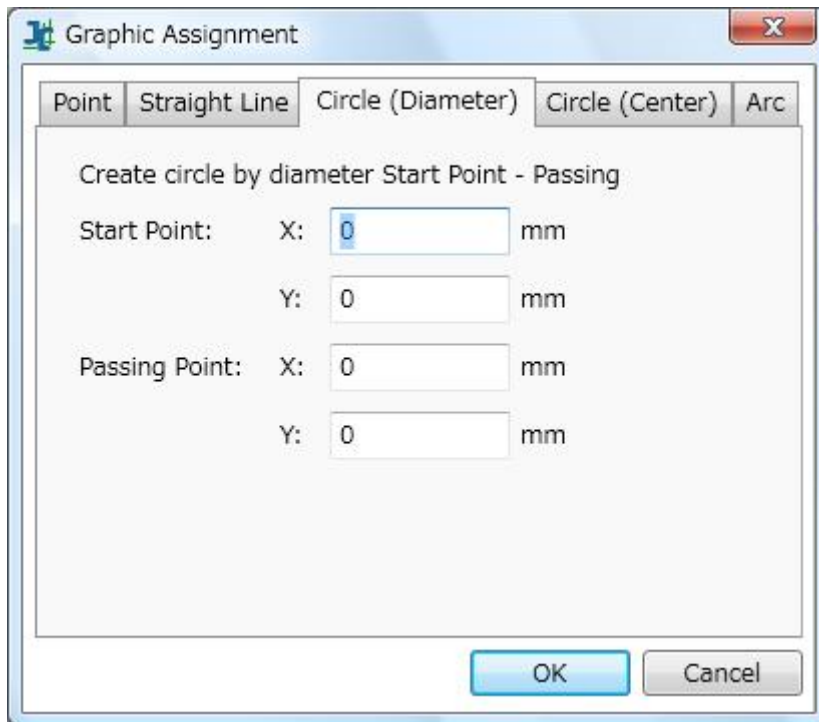 Graphic Assignment
Point Straight Line Circle (Diameter) Circle (Center) Arc
Create circle by diameter Start Point - Passing
Start Point: X: 0 mm
Y: 0 mm
Passing Point: X: 0 mm
Y: 0 mm
OK Cancel